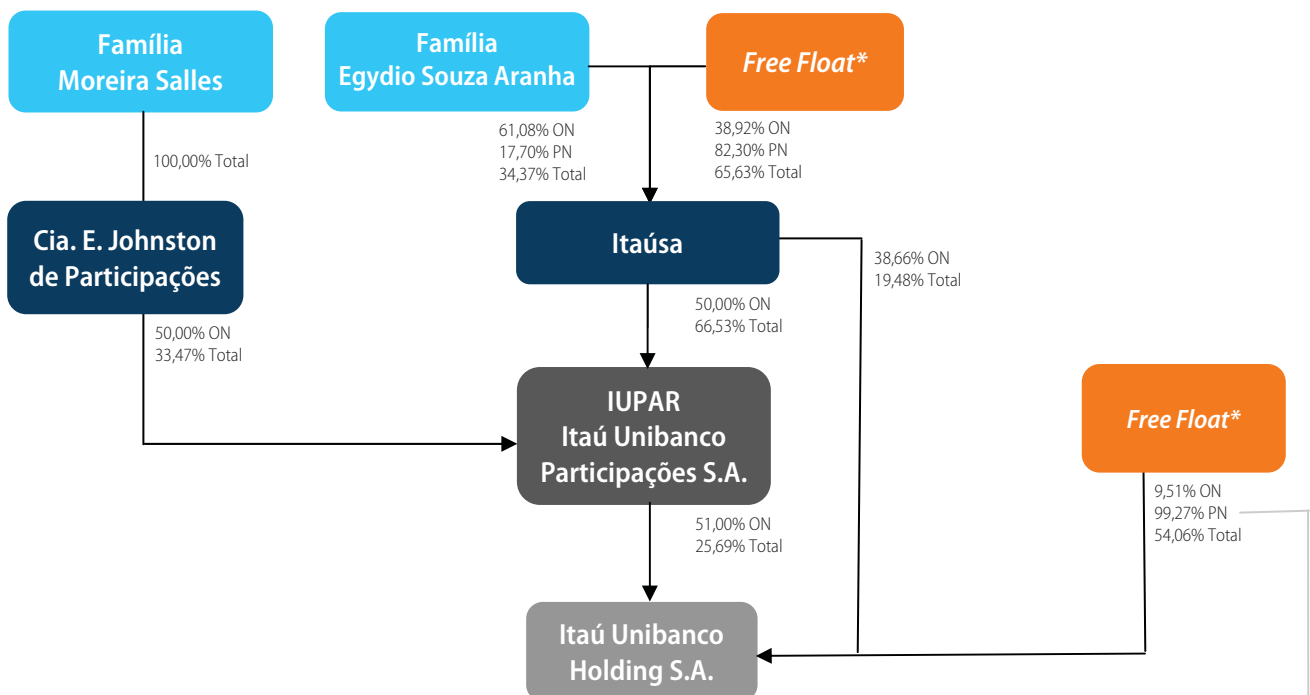 Família
Moreira Salles
Família
Egydio Souza Aranha
Free Float*
61,08% ON
17,70% PN
34,37% Total
38,92% ON
82,30% PN
65,63% Total
100,00% Total
Cia. E. Johnston
de Participações
Itaúsa
38,66% ON
19,48% Total
50,00% ON
33,47% Total
50,00% ON
66,53% Total
IUPAR
Itaú Unibanco
Participações S.A.
Free Float*
9,51% ON
99,27% PN
54,06% Total
51,00% ON
25,69% Total
Itaú Unibanco
Holding S.A.